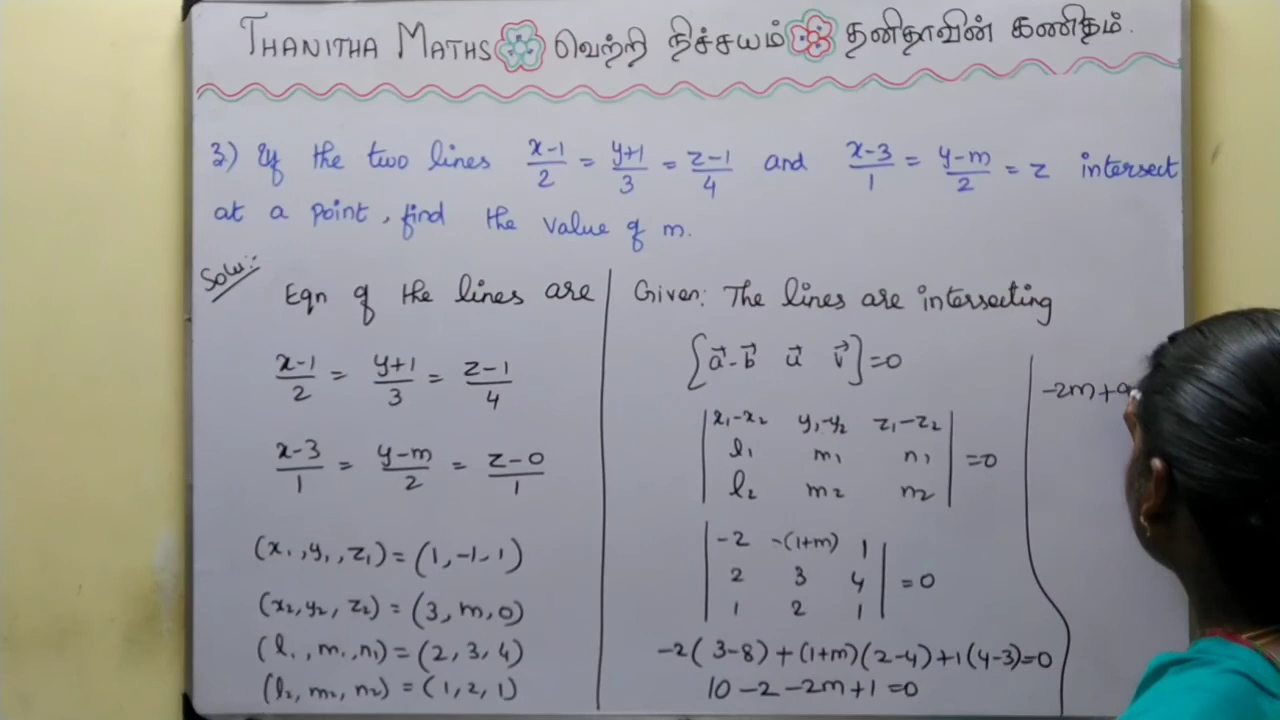 THANITHA MATHS வெற்றி நிச்சயம் தனிதாவின் கணிதம்.
3) If the two lines (x-1)/2 = (y+1)/3 = (z-1)/4 and (x-3)/1 = (y-m)/2 = z intersect
at a point, find the value of m.
Solu:-
Eqn of the lines are
(x-1)/2 = (y+1)/3 = (z-1)/4
(x-3)/1 = (y-m)/2 = (z-0)/1
(x₁, y₁, z₁) = (1, -1, 1)
(x₂, y₂, z₂) = (3, m, 0)
(l₁, m₁, n₁) = (2, 3, 4)
(l₂, m₂, n₂) = (1, 2, 1)
Given: The lines are intersecting
[a⃗-b⃗ u⃗ v⃗] = 0
| x₁-x₂ y₁-y₂ z₁-z₂ |
| l₁ m₁ n₁ | = 0
| l₂ m₂ n₂ |
| -2 -(1+m) 1 |
| 2 3 4 | = 0
| 1 2 1 |
-2(3-8) + (1+m)(2-4) + 1(4-3) = 0
10 - 2 - 2m + 1 = 0
-2m + 9